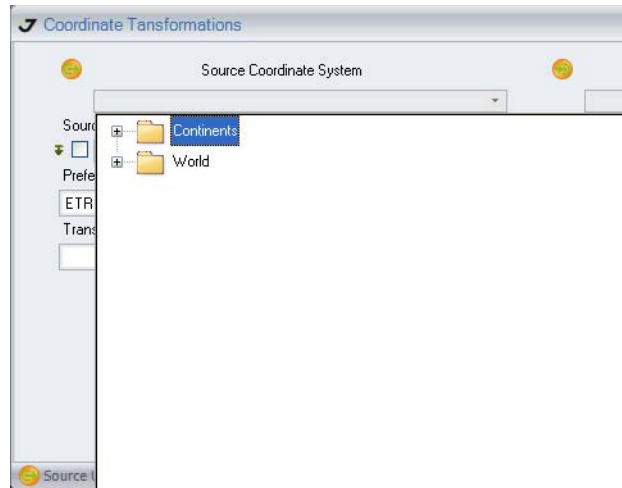 Coordinate Tansformations
Source Coordinate System
Continents
World
Sourc
Prefe
ETR
Trans
Source U